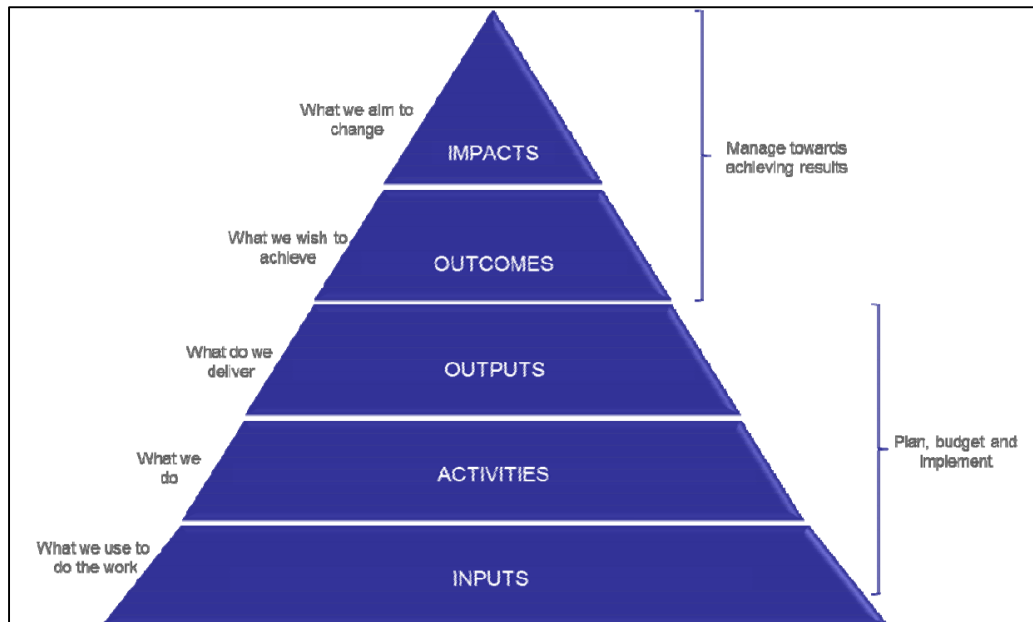 What we aim to
change
IMPACTS
Manage towards
achieving results
What we wish to
achieve
OUTCOMES
What do we
deliver
OUTPUTS
Plan, budget and
implement
What we
do
ACTIVITIES
What we use to
do the work
INPUTS